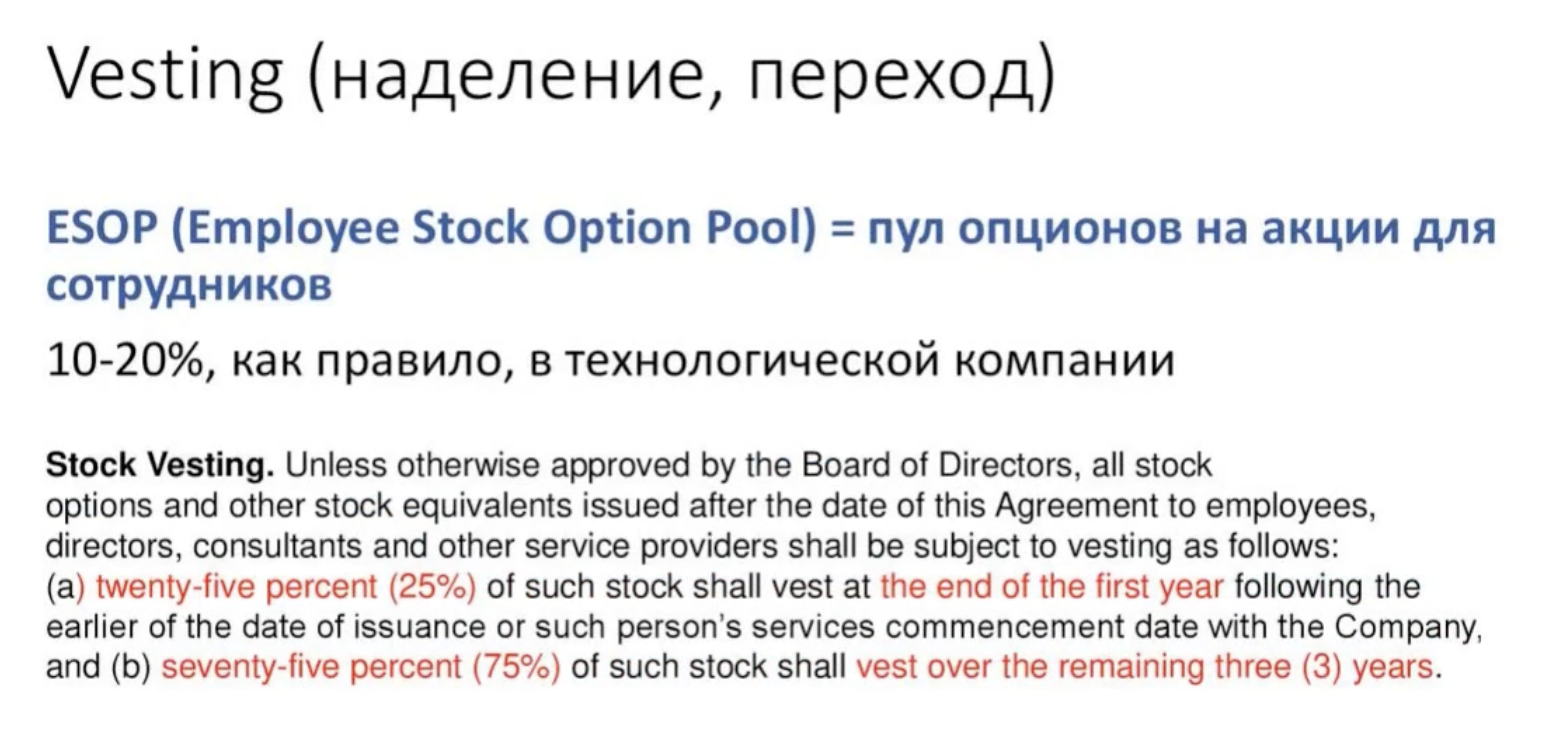 Vesting (наделение, переход)
ESOP (Employee Stock Option Pool) = пул опционов на акции для
сотрудников
10-20%, как правило, в технологической компании
Stock Vesting. Unless otherwise approved by the Board of Directors, all stock
options and other stock equivalents issued after the date of this Agreement to employees,
directors, consultants and other service providers shall be subject to vesting as follows:
(a) twenty-five percent (25%) of such stock shall vest at the end of the first year following the
earlier of the date of issuance or such person's services commencement date with the Company,
and (b) seventy-five percent (75%) of such stock shall vest over the remaining three (3) years.